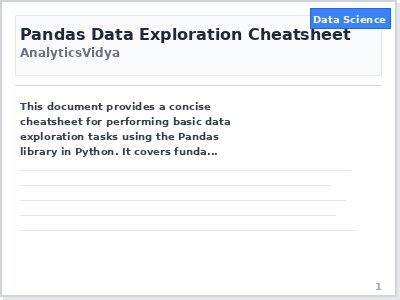 Data Science
Pandas Data Exploration Cheatsheet
AnalyticsVidya
This document provides a concise
cheatsheet for performing basic data
exploration tasks using the Pandas
library in Python. It covers funda...
1